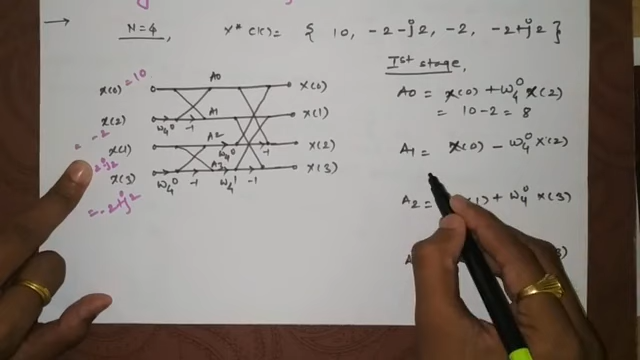 N=4, X*(k) = { 10, -2-j2, -2, -2+j2 }
Ist stage,
x(0) =10 A0 X(0)
A0 = x(0) + W4^0 x(2)
= 10-2 = 8
x(2) W4^0 -1 A1 X(1)
= -2
A1 = x(0) - W4^0 x(2)
x(1) A2 W4^0 -1 X(2)
j2
x(3) W4^0 -1 A3 W4^1 -1 X(3)
A2 = x(1) + W4^0 x(3)
= -2+j2